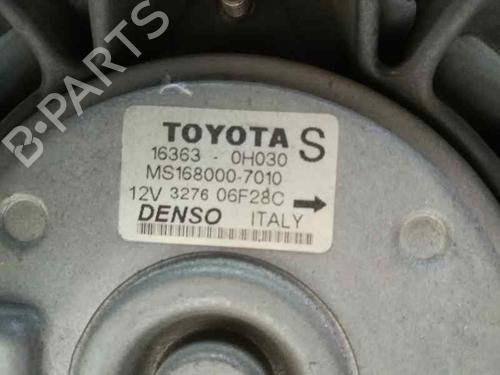 B-PARTS
TOYOTA S
16363 - 0H030
MS168000-7010
12V 3276 06F28C →
DENSO ITALY